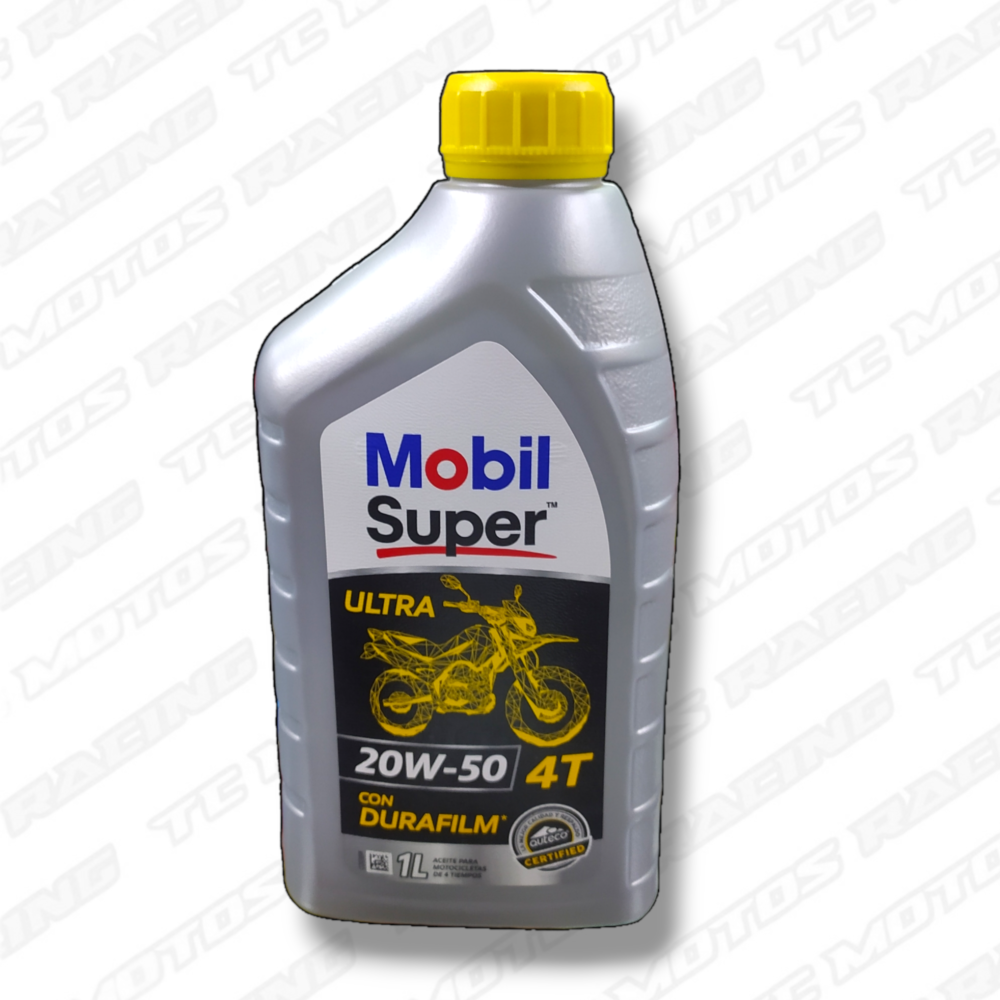 Mobil
Super™
ULTRA
20W-50
4T
CON
DURAFILM*
auteco
CERTIFIED
1L
ACEITE PARA
MOTOCICLETAS
DE 4 TIEMPOS
TC MOTOS RACING